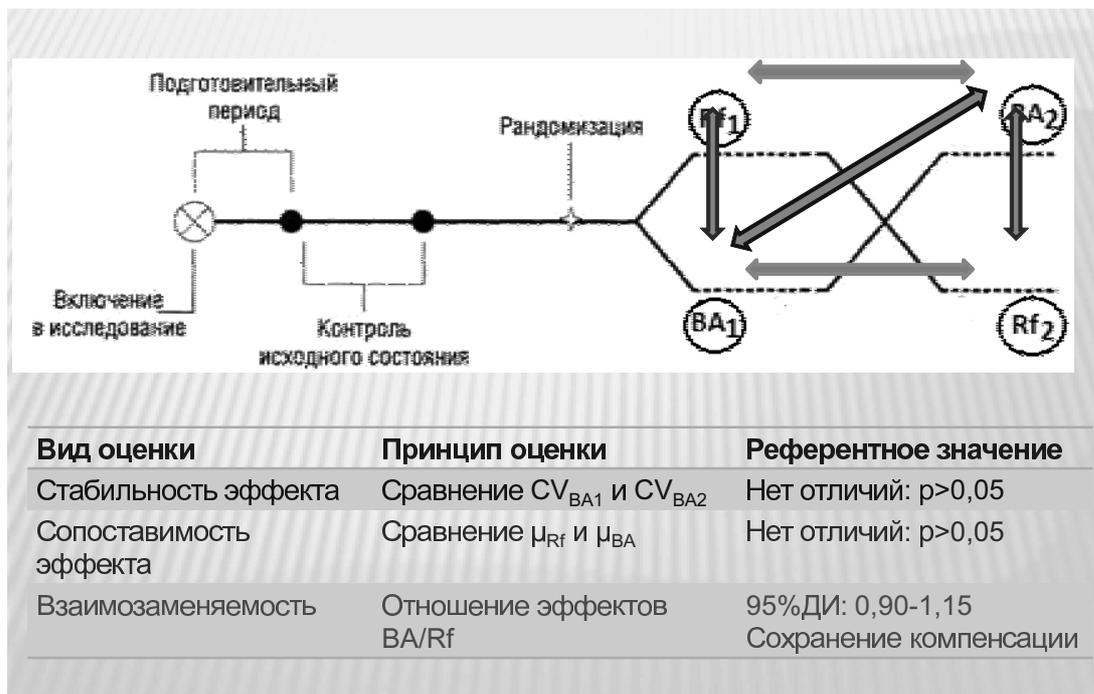 Подготовительный
период
Рандомизация
Rf1
BA2
Включение
в исследование
Контроль
исходного состояния
BA1
Rf2
Вид оценки Принцип оценки Референтное значение
Стабильность эффекта Сравнение CVBA1 и CVBA2 Нет отличий: p>0,05
Сопоставимость
эффекта Сравнение µRf и µBA Нет отличий: p>0,05
Взаимозаменяемость Отношение эффектов
BA/Rf 95%ДИ: 0,90-1,15
Сохранение компенсации